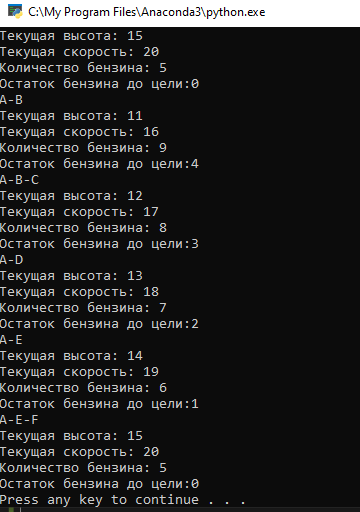 C:\My Program Files\Anaconda3\python.exe
Текущая высота: 15
Текущая скорость: 20
Количество бензина: 5
Остаток бензина до цели:0
A-B
Текущая высота: 11
Текущая скорость: 16
Количество бензина: 9
Остаток бензина до цели:4
A-B-C
Текущая высота: 12
Текущая скорость: 17
Количество бензина: 8
Остаток бензина до цели:3
A-D
Текущая высота: 13
Текущая скорость: 18
Количество бензина: 7
Остаток бензина до цели:2
A-E
Текущая высота: 14
Текущая скорость: 19
Количество бензина: 6
Остаток бензина до цели:1
A-E-F
Текущая высота: 15
Текущая скорость: 20
Количество бензина: 5
Остаток бензина до цели:0
Press any key to continue . . .